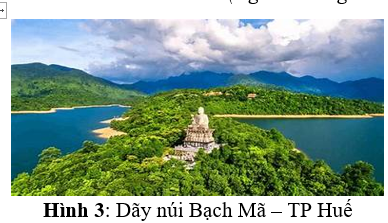 Hình 3: Dãy núi Bạch Mã – TP Huế